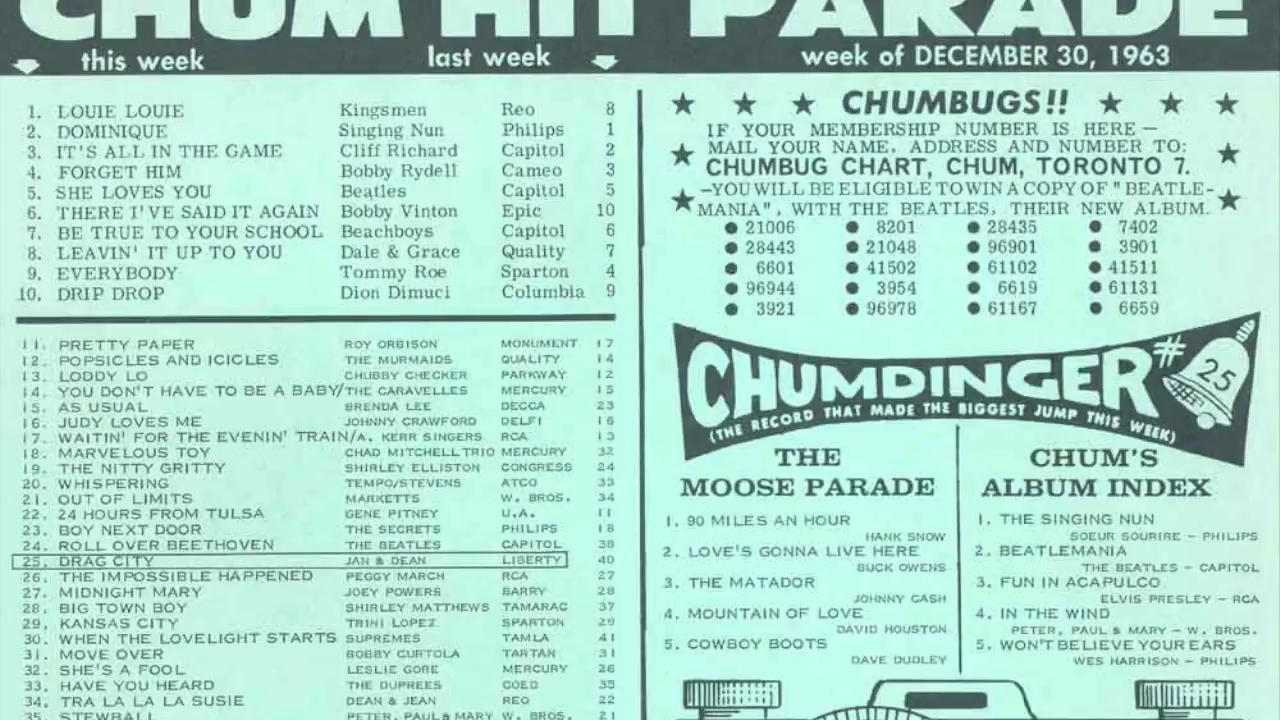 CHUM HIT PARADE
this week last week week of DECEMBER 30, 1963
1. LOUIE LOUIE Kingsmen Reo 8
2. DOMINIQUE Singing Nun Philips 1
3. IT'S ALL IN THE GAME Cliff Richard Capitol 2
4. FORGET HIM Bobby Rydell Cameo 3
5. SHE LOVES YOU Beatles Capitol 5
6. THERE I'VE SAID IT AGAIN Bobby Vinton Epic 10
7. BE TRUE TO YOUR SCHOOL Beachboys Capitol 6
8. LEAVIN' IT UP TO YOU Dale & Grace Quality 7
9. EVERYBODY Tommy Roe Sparton 4
10. DRIP DROP Dion Dimuci Columbia 9
11. PRETTY PAPER ROY ORBISON MONUMENT 17
12. POPSICLES AND ICICLES THE MURMAIDS QUALITY 14
13. LODDY LO CHUBBY CHECKER PARKWAY 12
14. YOU DON'T HAVE TO BE A BABY/THE CARAVELLES MERCURY 15
15. AS USUAL BRENDA LEE DECCA 23
16. JUDY LOVES ME JOHNNY CRAWFORD DELFI 16
17. WAITIN' FOR THE EVENIN' TRAIN/A. KERR SINGERS RCA 13
18. MARVELOUS TOY CHAD MITCHELL TRIO MERCURY 32
19. THE NITTY GRITTY SHIRLEY ELLISTON CONGRESS 24
20. WHISPERING TEMPO/STEVENS ATCO 33
21. OUT OF LIMITS MARKETTS W. BROS. 34
22. 24 HOURS FROM TULSA GENE PITNEY U.A. 11
23. BOY NEXT DOOR THE SECRETS PHILIPS 18
24. ROLL OVER BEETHOVEN THE BEATLES CAPITOL 38
25. DRAG CITY JAN & DEAN LIBERTY 40
26. THE IMPOSSIBLE HAPPENED PEGGY MARCH RCA 27
27. MIDNIGHT MARY JOEY POWERS BARRY 28
28. BIG TOWN BOY SHIRLEY MATTHEWS TAMARAC 37
29. KANSAS CITY TRINI LOPEZ SPARTON 29
30. WHEN THE LOVELIGHT STARTS SUPREMES TAMLA 41
31. MOVE OVER BOBBY CURTOLA TARTAN 31
32. SHE'S A FOOL LESLIE GORE MERCURY 26
33. HAVE YOU HEARD THE DUPREES COED 35
34. TRA LA LA LA SUSIE DEAN & JEAN REO 22
35. STEWBALL PETER, PAUL & MARY W. BROS. 21
CHUMBUGS!!
IF YOUR MEMBERSHIP NUMBER IS HERE –
MAIL YOUR NAME, ADDRESS AND NUMBER TO:
CHUMBUG CHART, CHUM, TORONTO 7.
–YOU WILL BE ELIGIBLE TO WIN A COPY OF "BEATLE-
MANIA", WITH THE BEATLES, THEIR NEW ALBUM.
● 21006 ● 8201 ● 28435 ● 7402
● 28443 ● 21048 ● 96901 ● 3901
● 6601 ● 41502 ● 61102 ● 41511
● 96944 ● 3954 ● 6619 ● 61131
● 3921 ● 96978 ● 61167 ● 6659
CHUMDINGER # 25
(THE RECORD THAT MADE THE BIGGEST JUMP THIS WEEK)
THE
MOOSE PARADE
1. 90 MILES AN HOUR
HANK SNOW
2. LOVE'S GONNA LIVE HERE
BUCK OWENS
3. THE MATADOR
JOHNNY CASH
4. MOUNTAIN OF LOVE
DAVID HOUSTON
5. COWBOY BOOTS
DAVE DUDLEY
CHUM'S
ALBUM INDEX
1. THE SINGING NUN
SOEUR SOURIRE – PHILIPS
2. BEATLEMANIA
THE BEATLES – CAPITOL
3. FUN IN ACAPULCO
ELVIS PRESLEY – RCA
4. IN THE WIND
PETER, PAUL & MARY – W. BROS.
5. WON'T BELIEVE YOUR EARS
WES HARRISON – PHILIPS